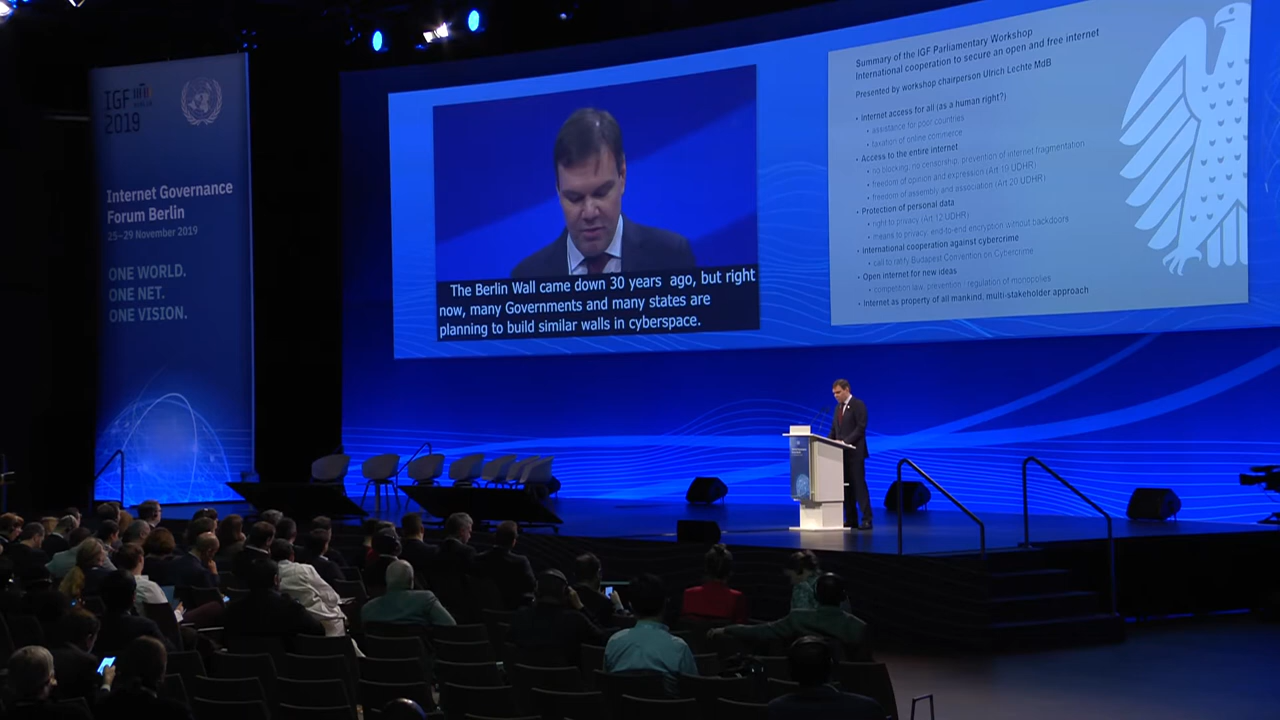 IGF
2019
Internet Governance
Forum Berlin
25–29 November 2019
ONE WORLD.
ONE NET.
ONE VISION.
The Berlin Wall came down 30 years ago, but right
now, many Governments and many states are
planning to build similar walls in cyberspace.
Summary of the IGF Parliamentary Workshop
International cooperation to secure an open and free internet
Presented by workshop chairperson Ulrich Lechte MdB
• Internet access for all (as a human right?)
• assistance for poor countries
• taxation of online commerce
• Access to the entire internet
• no blocking, no censorship, prevention of internet fragmentation
• freedom of opinion and expression (Art 19 UDHR)
• freedom of assembly and association (Art 20 UDHR)
• Protection of personal data
• right to privacy (Art 12 UDHR)
• means to privacy: end-to-end encryption without backdoors
• International cooperation against cybercrime
• call to ratify Budapest Convention on Cybercrime
• Open internet for new ideas
• competition law, prevention / regulation of monopolies
• Internet as property of all mankind, multi-stakeholder approach